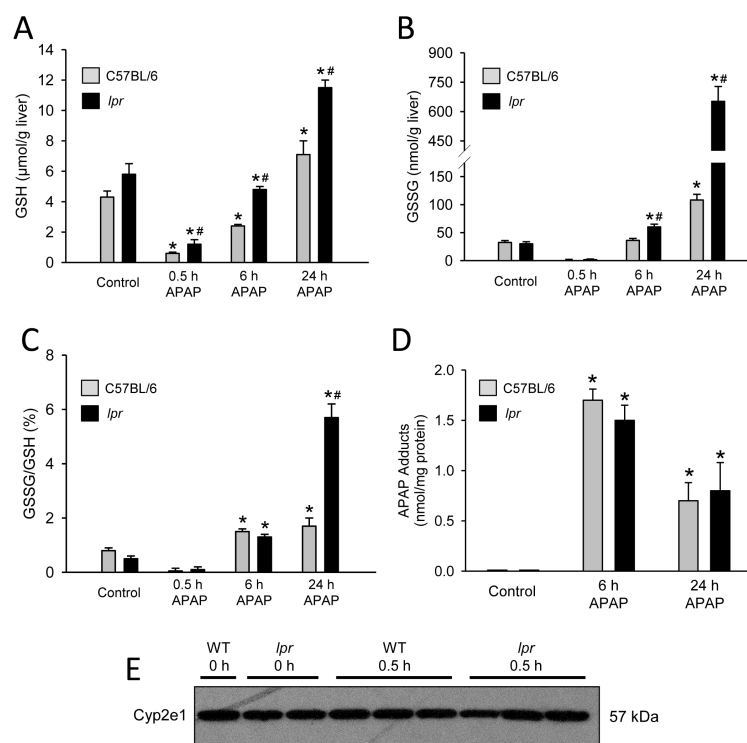 A
GSH (µmol/g liver)
14
12
10
8
6
4
2
0
C57BL/6
lpr
* * # * * # * * #
Control
0.5 h APAP
6 h APAP
24 h APAP
B
GSSG (nmol/g liver)
900
750
600
450
150
100
50
0
C57BL/6
lpr
* # * * #
Control
0.5 h APAP
6 h APAP
24 h APAP
C
GSSG/GSH (%)
8
6
4
2
0
C57BL/6
lpr
* * * * #
Control
0.5 h APAP
6 h APAP
24 h APAP
D
APAP Adducts
(nmol/mg protein)
2.0
1.5
1.0
0.5
0.0
C57BL/6
lpr
* * * *
Control
6 h APAP
24 h APAP
E
WT lpr WT lpr
0 h 0 h 0.5 h 0.5 h
Cyp2e1 57 kDa